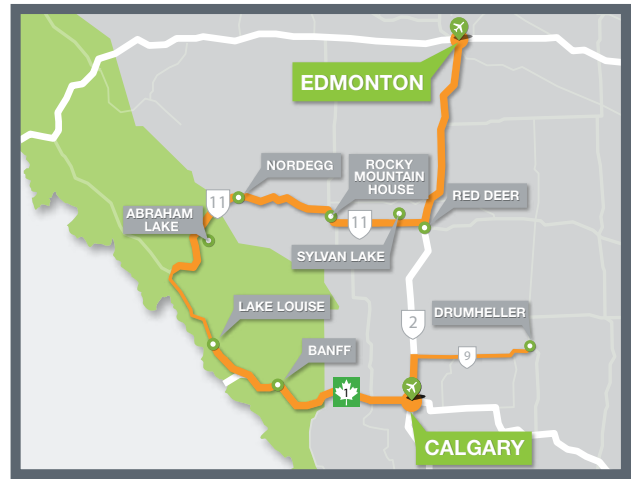 EDMONTON
NORDEGG
ROCKY
MOUNTAIN
HOUSE
RED DEER
11
ABRAHAM
LAKE
11
SYLVAN LAKE
LAKE LOUISE
DRUMHELLER
2
BANFF
9
1
CALGARY